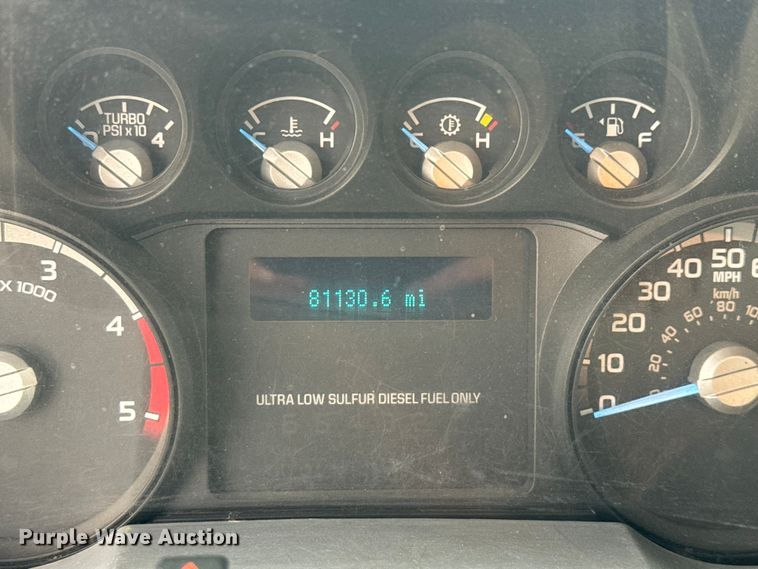 TURBO
PSI x 10
0 4
C H
C H
E F
3
X 1000
4
5
81130.6 mi
ULTRA LOW SULFUR DIESEL FUEL ONLY
50
MPH
40
30
20
10
0
km/h
80
60
40
20
Purple Wave Auction